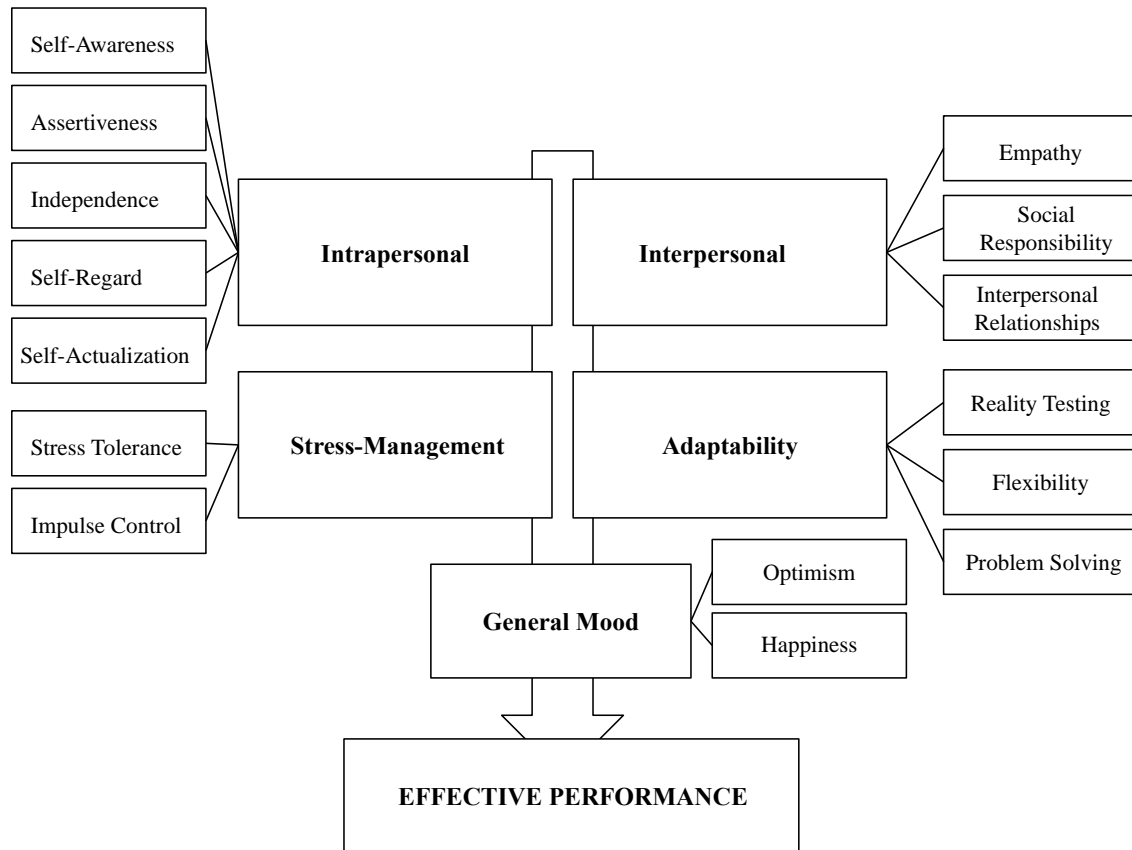 Self-Awareness
Assertiveness
Independence
Self-Regard
Self-Actualization
Intrapersonal
Interpersonal
Empathy
Social
Responsibility
Interpersonal
Relationships
Stress Tolerance
Impulse Control
Stress-Management
Adaptability
Reality Testing
Flexibility
Problem Solving
General Mood
Optimism
Happiness
EFFECTIVE PERFORMANCE